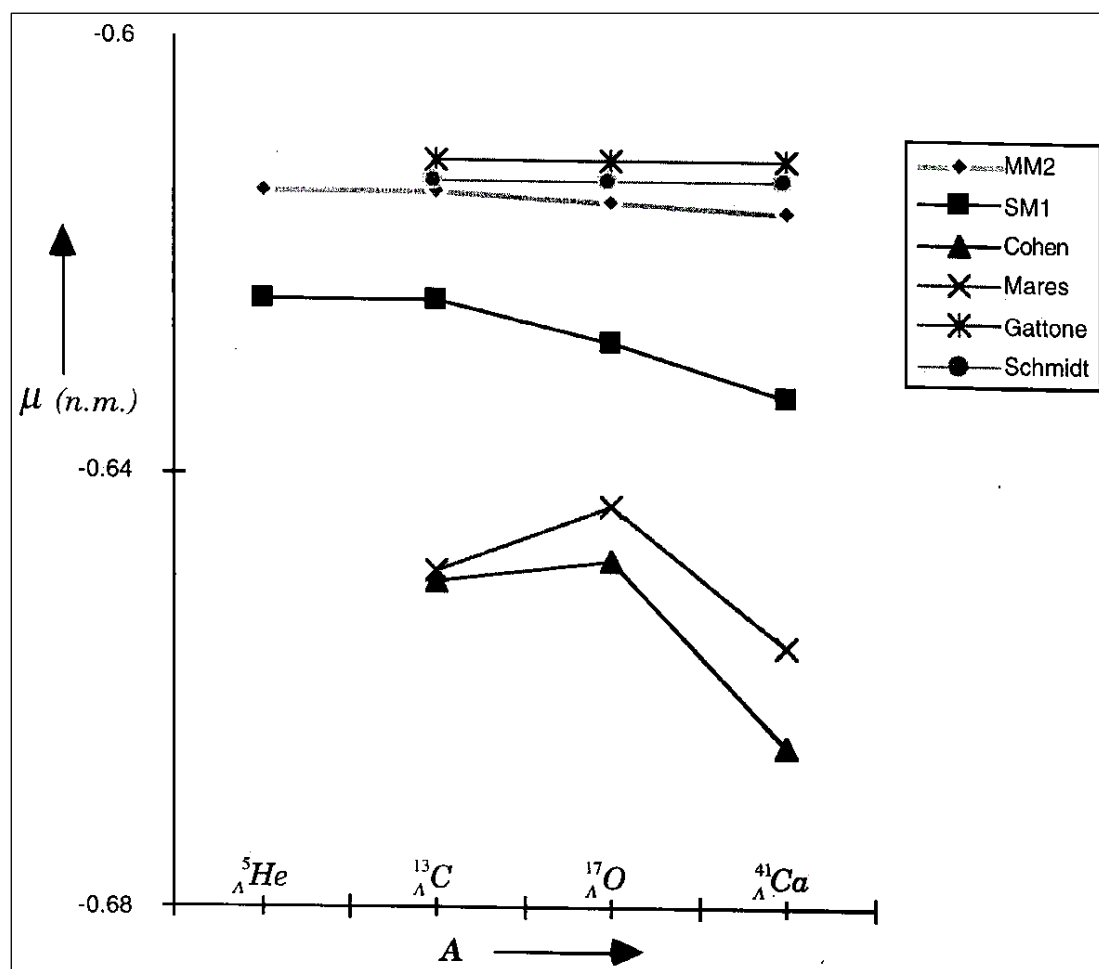 -0.6
MM2
SM1
Cohen
Mares
Gattone
Schmidt
μ (n.m.)
-0.64
⁵ΛHe
¹³ΛC
¹⁷ΛO
⁴¹ΛCa
-0.68
A